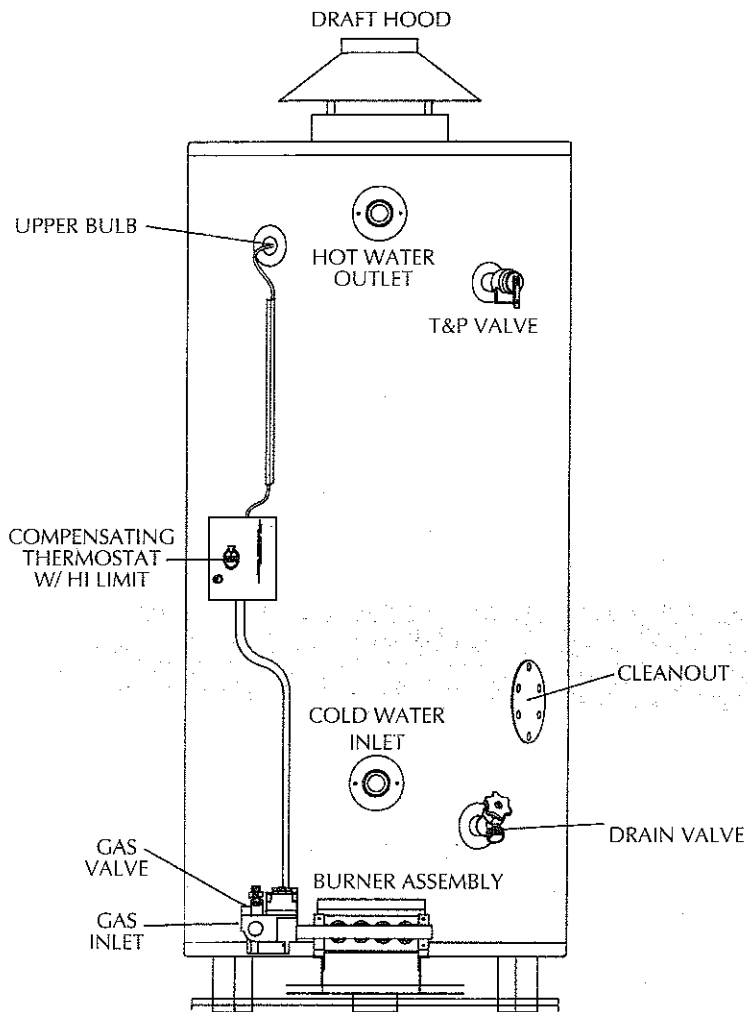 DRAFT HOOD
UPPER BULB
HOT WATER
OUTLET
T&P VALVE
COMPENSATING
THERMOSTAT
W/ HI LIMIT
CLEANOUT
COLD WATER
INLET
DRAIN VALVE
GAS
VALVE
BURNER ASSEMBLY
GAS
INLET